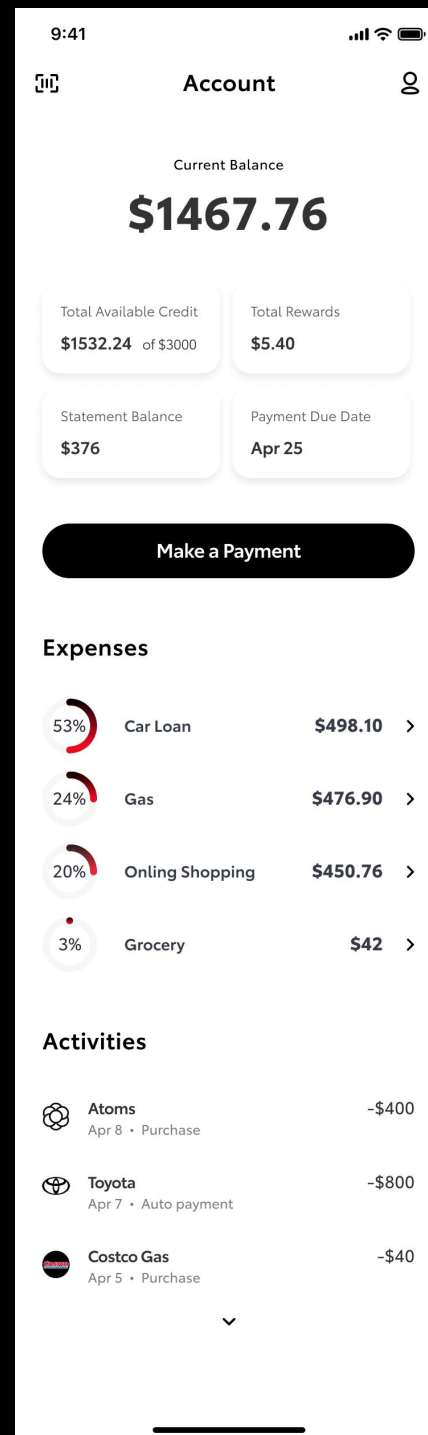 9:41
Account
Current Balance
$1467.76
Total Available Credit
$1532.24 of $3000
Total Rewards
$5.40
Statement Balance
$376
Payment Due Date
Apr 25
Make a Payment
Expenses
53% Car Loan $498.10
24% Gas $476.90
20% Onling Shopping $450.76
3% Grocery $42
Activities
Atoms -$400
Apr 8 • Purchase
Toyota -$800
Apr 7 • Auto payment
Costco Gas -$40
Apr 5 • Purchase